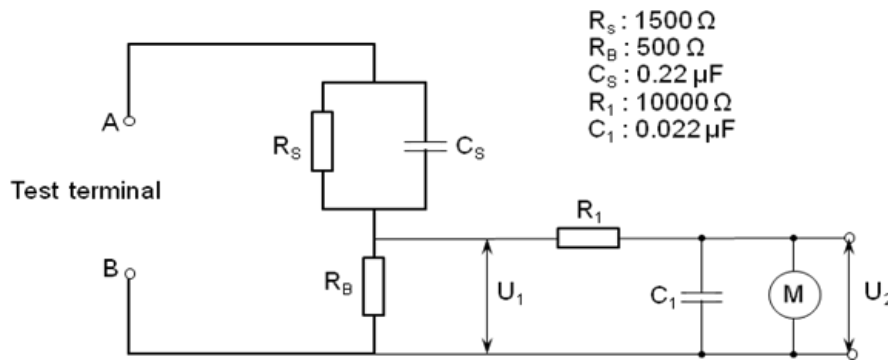 Rs : 1500 Ω
RB : 500 Ω
CS : 0.22 µF
R1 : 10000 Ω
C1 : 0.022 µF
A
RS
CS
Test terminal
R1
B
RB
U1
C1
M
U2